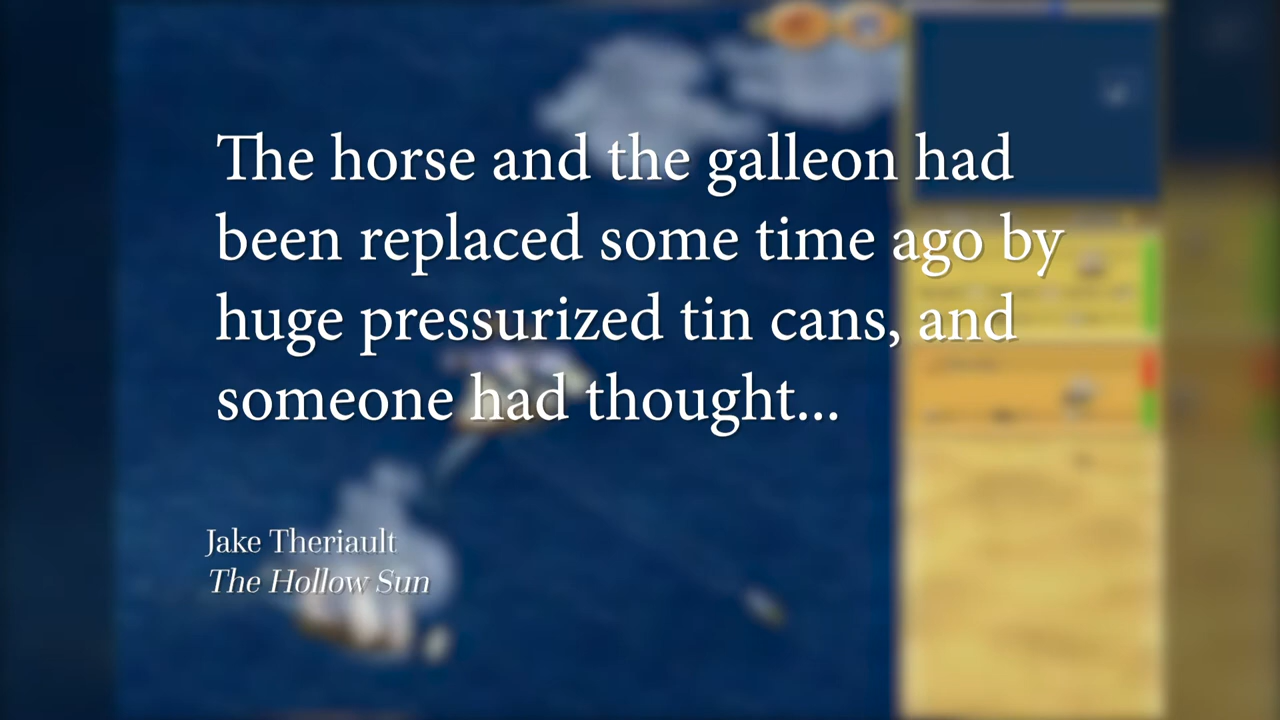 The horse and the galleon had
been replaced some time ago by
huge pressurized tin cans, and
someone had thought...
Jake Theriault
The Hollow Sun